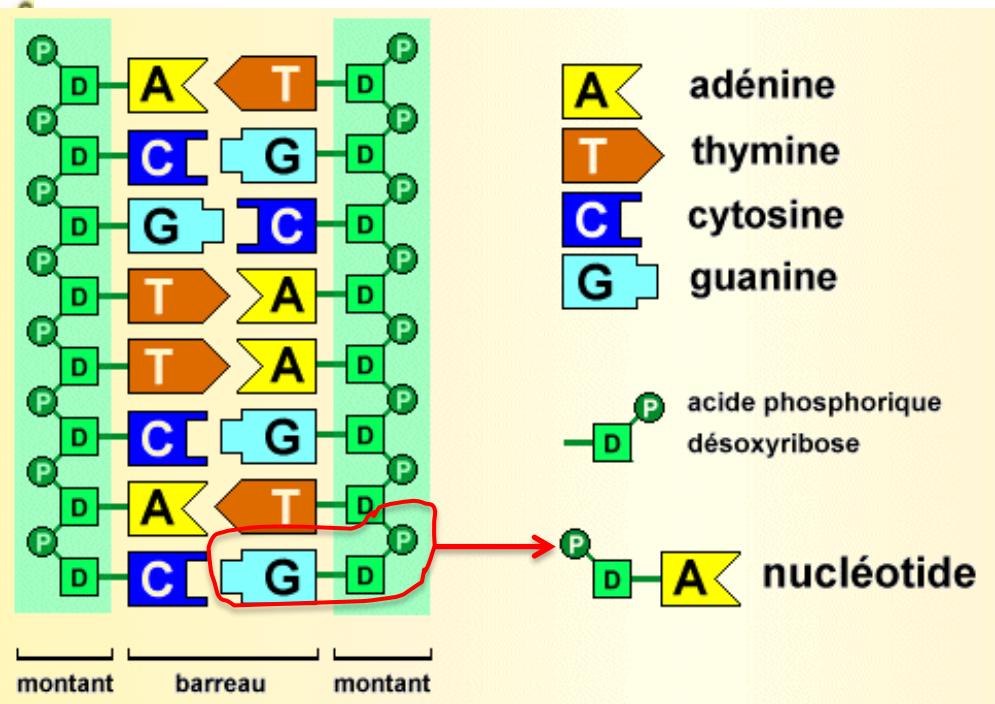 P P
D A T D
P P
D C G D
P P
D G C D
P P
D T A D
P P
D T A D
P P
D C G D
P P
D A T D
P P
D C G D
montant barreau montant
A adénine
T thymine
C cytosine
G guanine
P acide phosphorique
D désoxyribose
P
D A nucléotide